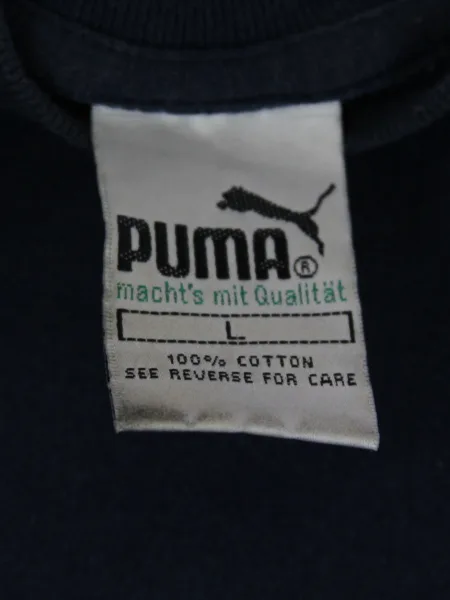 PUMA®
macht's mit Qualität
L
100% COTTON
SEE REVERSE FOR CARE